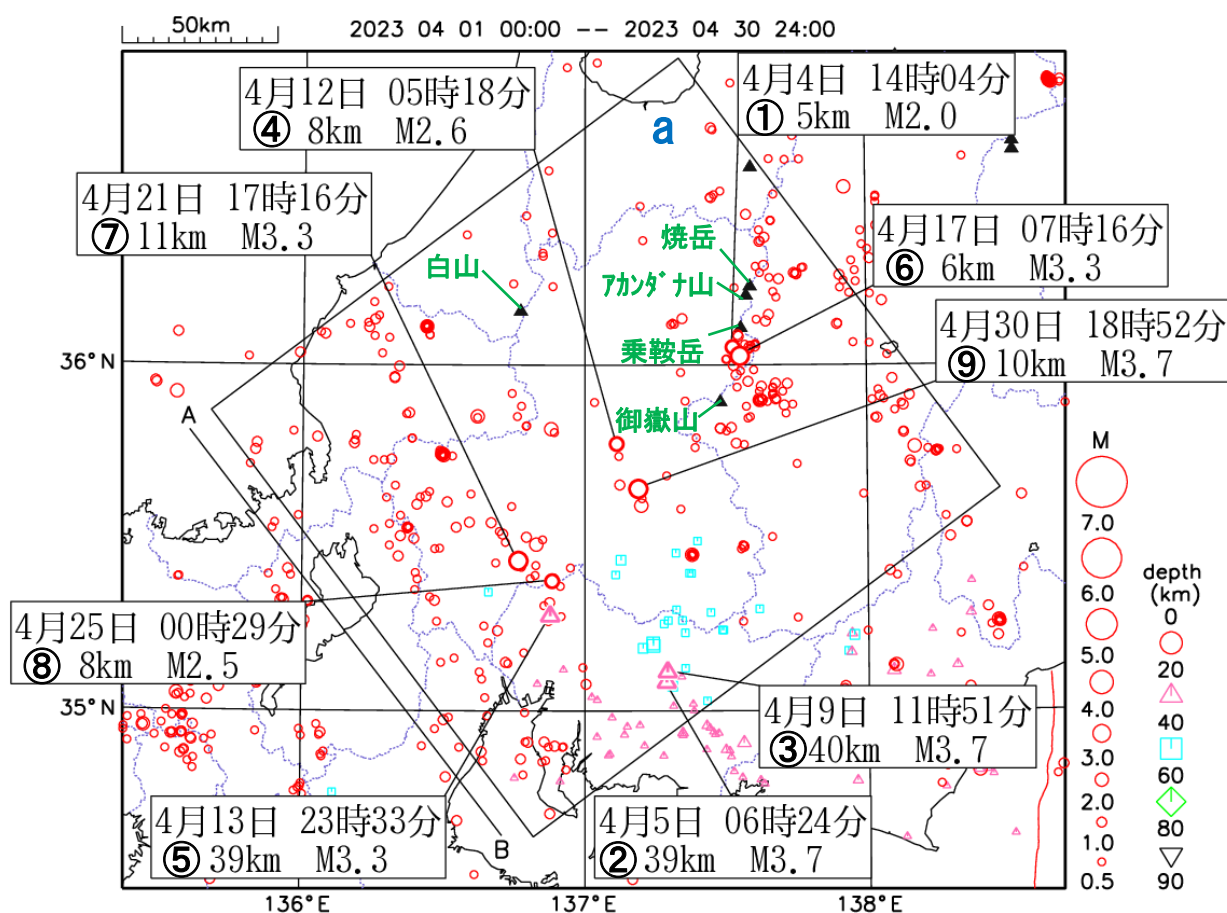 50km
2023 04 01 00:00 -- 2023 04 30 24:00
4月12日 05時18分
④ 8km M2.6
a
4月4日 14時04分
① 5km M2.0
4月21日 17時16分
⑦ 11km M3.3
4月17日 07時16分
⑥ 6km M3.3
焼岳
白山
ｱｶﾝﾀﾞﾅ山
乗鞍岳
御嶽山
4月30日 18時52分
⑨ 10km M3.7
36°N
A
4月25日 00時29分
⑧ 8km M2.5
35°N
4月9日 11時51分
③ 40km M3.7
4月13日 23時33分
⑤ 39km M3.3
B
4月5日 06時24分
② 39km M3.7
136°E
137°E
138°E
M
7.0
6.0
5.0
4.0
3.0
2.0
1.0
0.5
depth
(km)
0
20
40
60
80
90